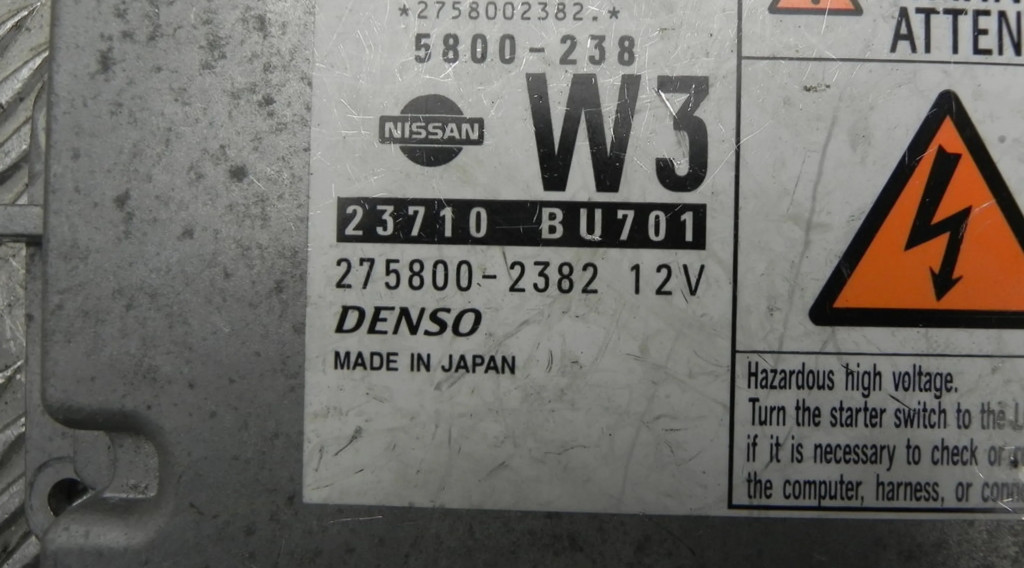 *2758002382.*
5800-238
NISSAN
W3
23710 BU701
275800-2382 12V
DENSO
MADE IN JAPAN
ATTEN
Hazardous high voltage.
Turn the starter switch to the
if it is necessary to check or
the computer, harness, or